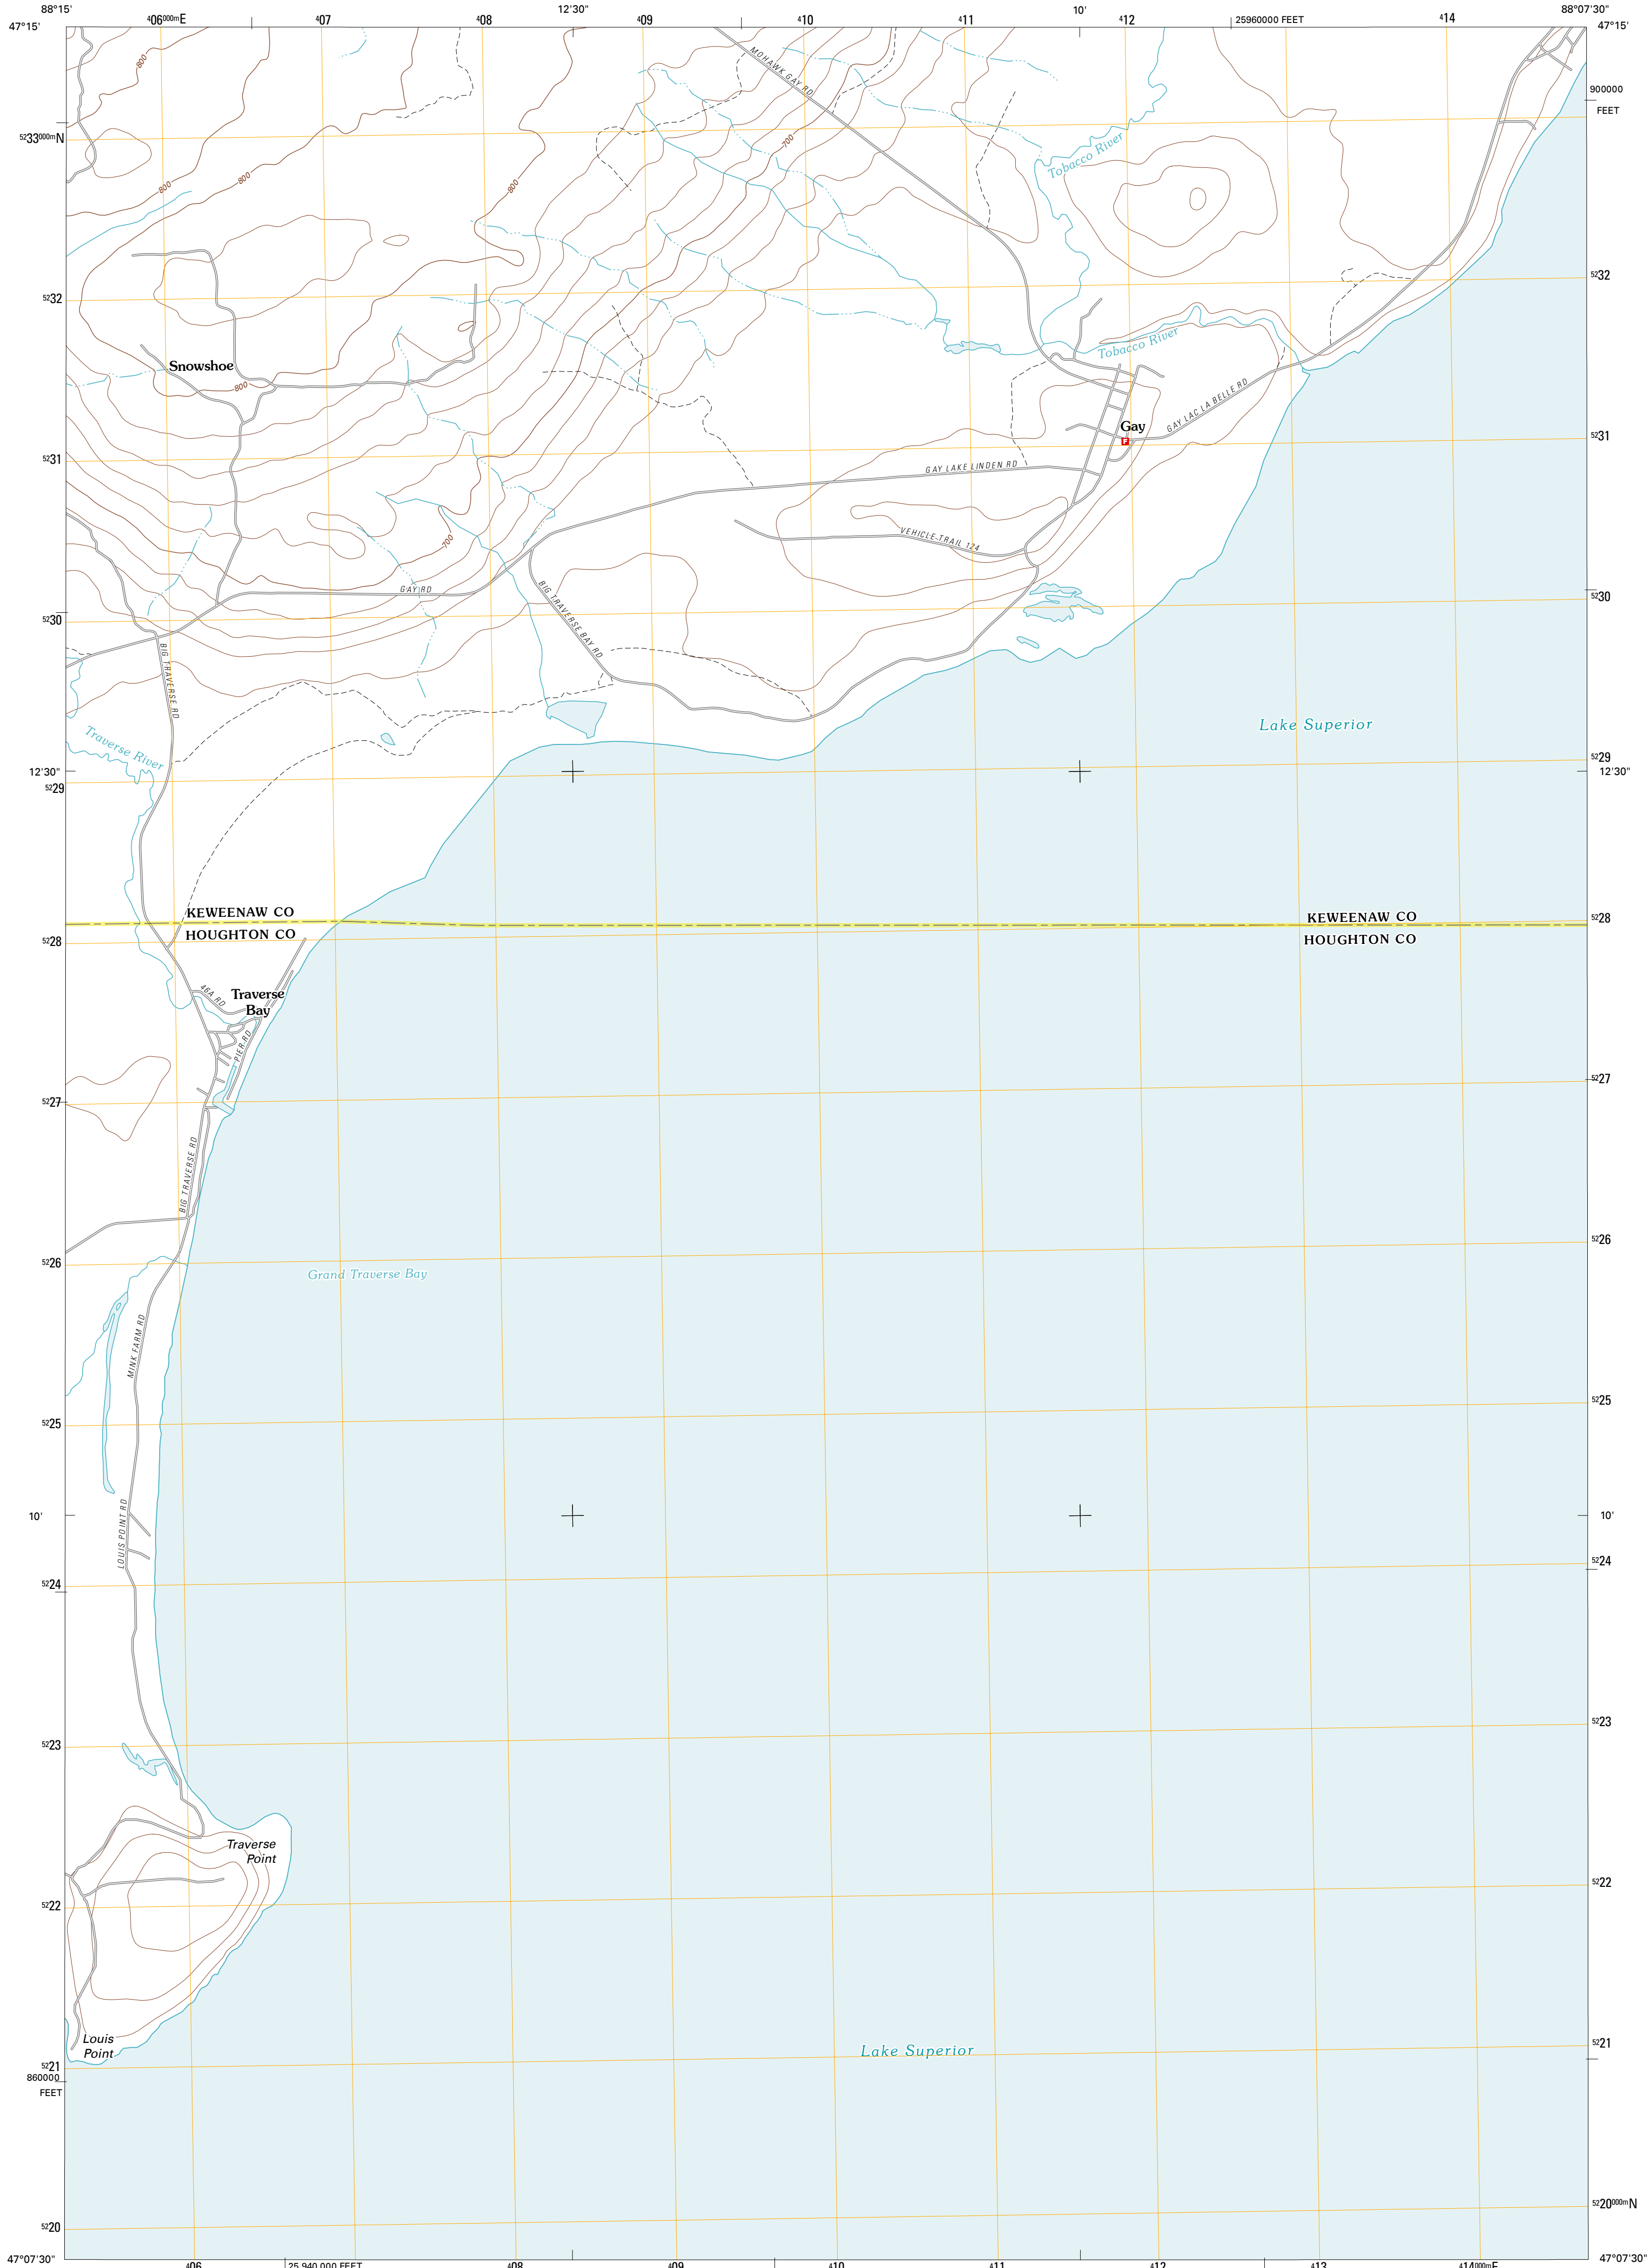 88°15'
406000mE
407
408
12'30"
409
410
411
10'
412
25960000 FEET
414
88°07'30"
47°15'
47°15'
900000
FEET
800
MOHAWK GAY RD
5233000mN
700
Tobacco River
800
800
800
5232
5232
Snowshoe
800
Tobacco River
GAY LAC LA BELLE RD
Gay
F
5231
5231
GAY LAKE LINDEN RD
VEHICLE TRAIL 124
700
GAY RD
BIG TRAVERSE BAY RD
5230
5230
BIG TRAVERSE RD
Traverse River
Lake Superior
5229
12'30"
12'30"
5229
KEWEENAW CO
HOUGHTON CO
KEWEENAW CO
HOUGHTON CO
5228
5228
46A RD
Traverse
Bay
PIER RD
5227
5227
BIG TRAVERSE RD
5226
5226
Grand Traverse Bay
MINK FARM RD
5225
5225
LOUIS POINT RD
10'
10'
5224
5224
5223
5223
Traverse
Point
5222
5222
Louis
Point
Lake Superior
5221
5221
860000
FEET
5220000mN
5220
47°07'30"
47°07'30"
406
25 940 000 FEET
408
409
410
411
412
413
414000mE